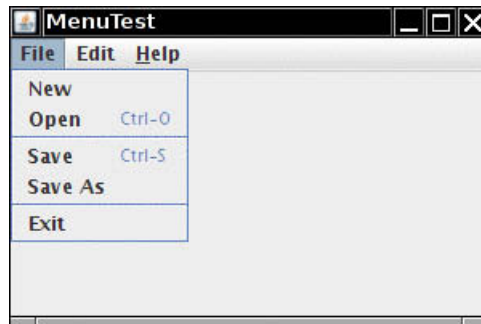 MenuTest
File Edit Help
New
Open Ctrl-O
Save Ctrl-S
Save As
Exit